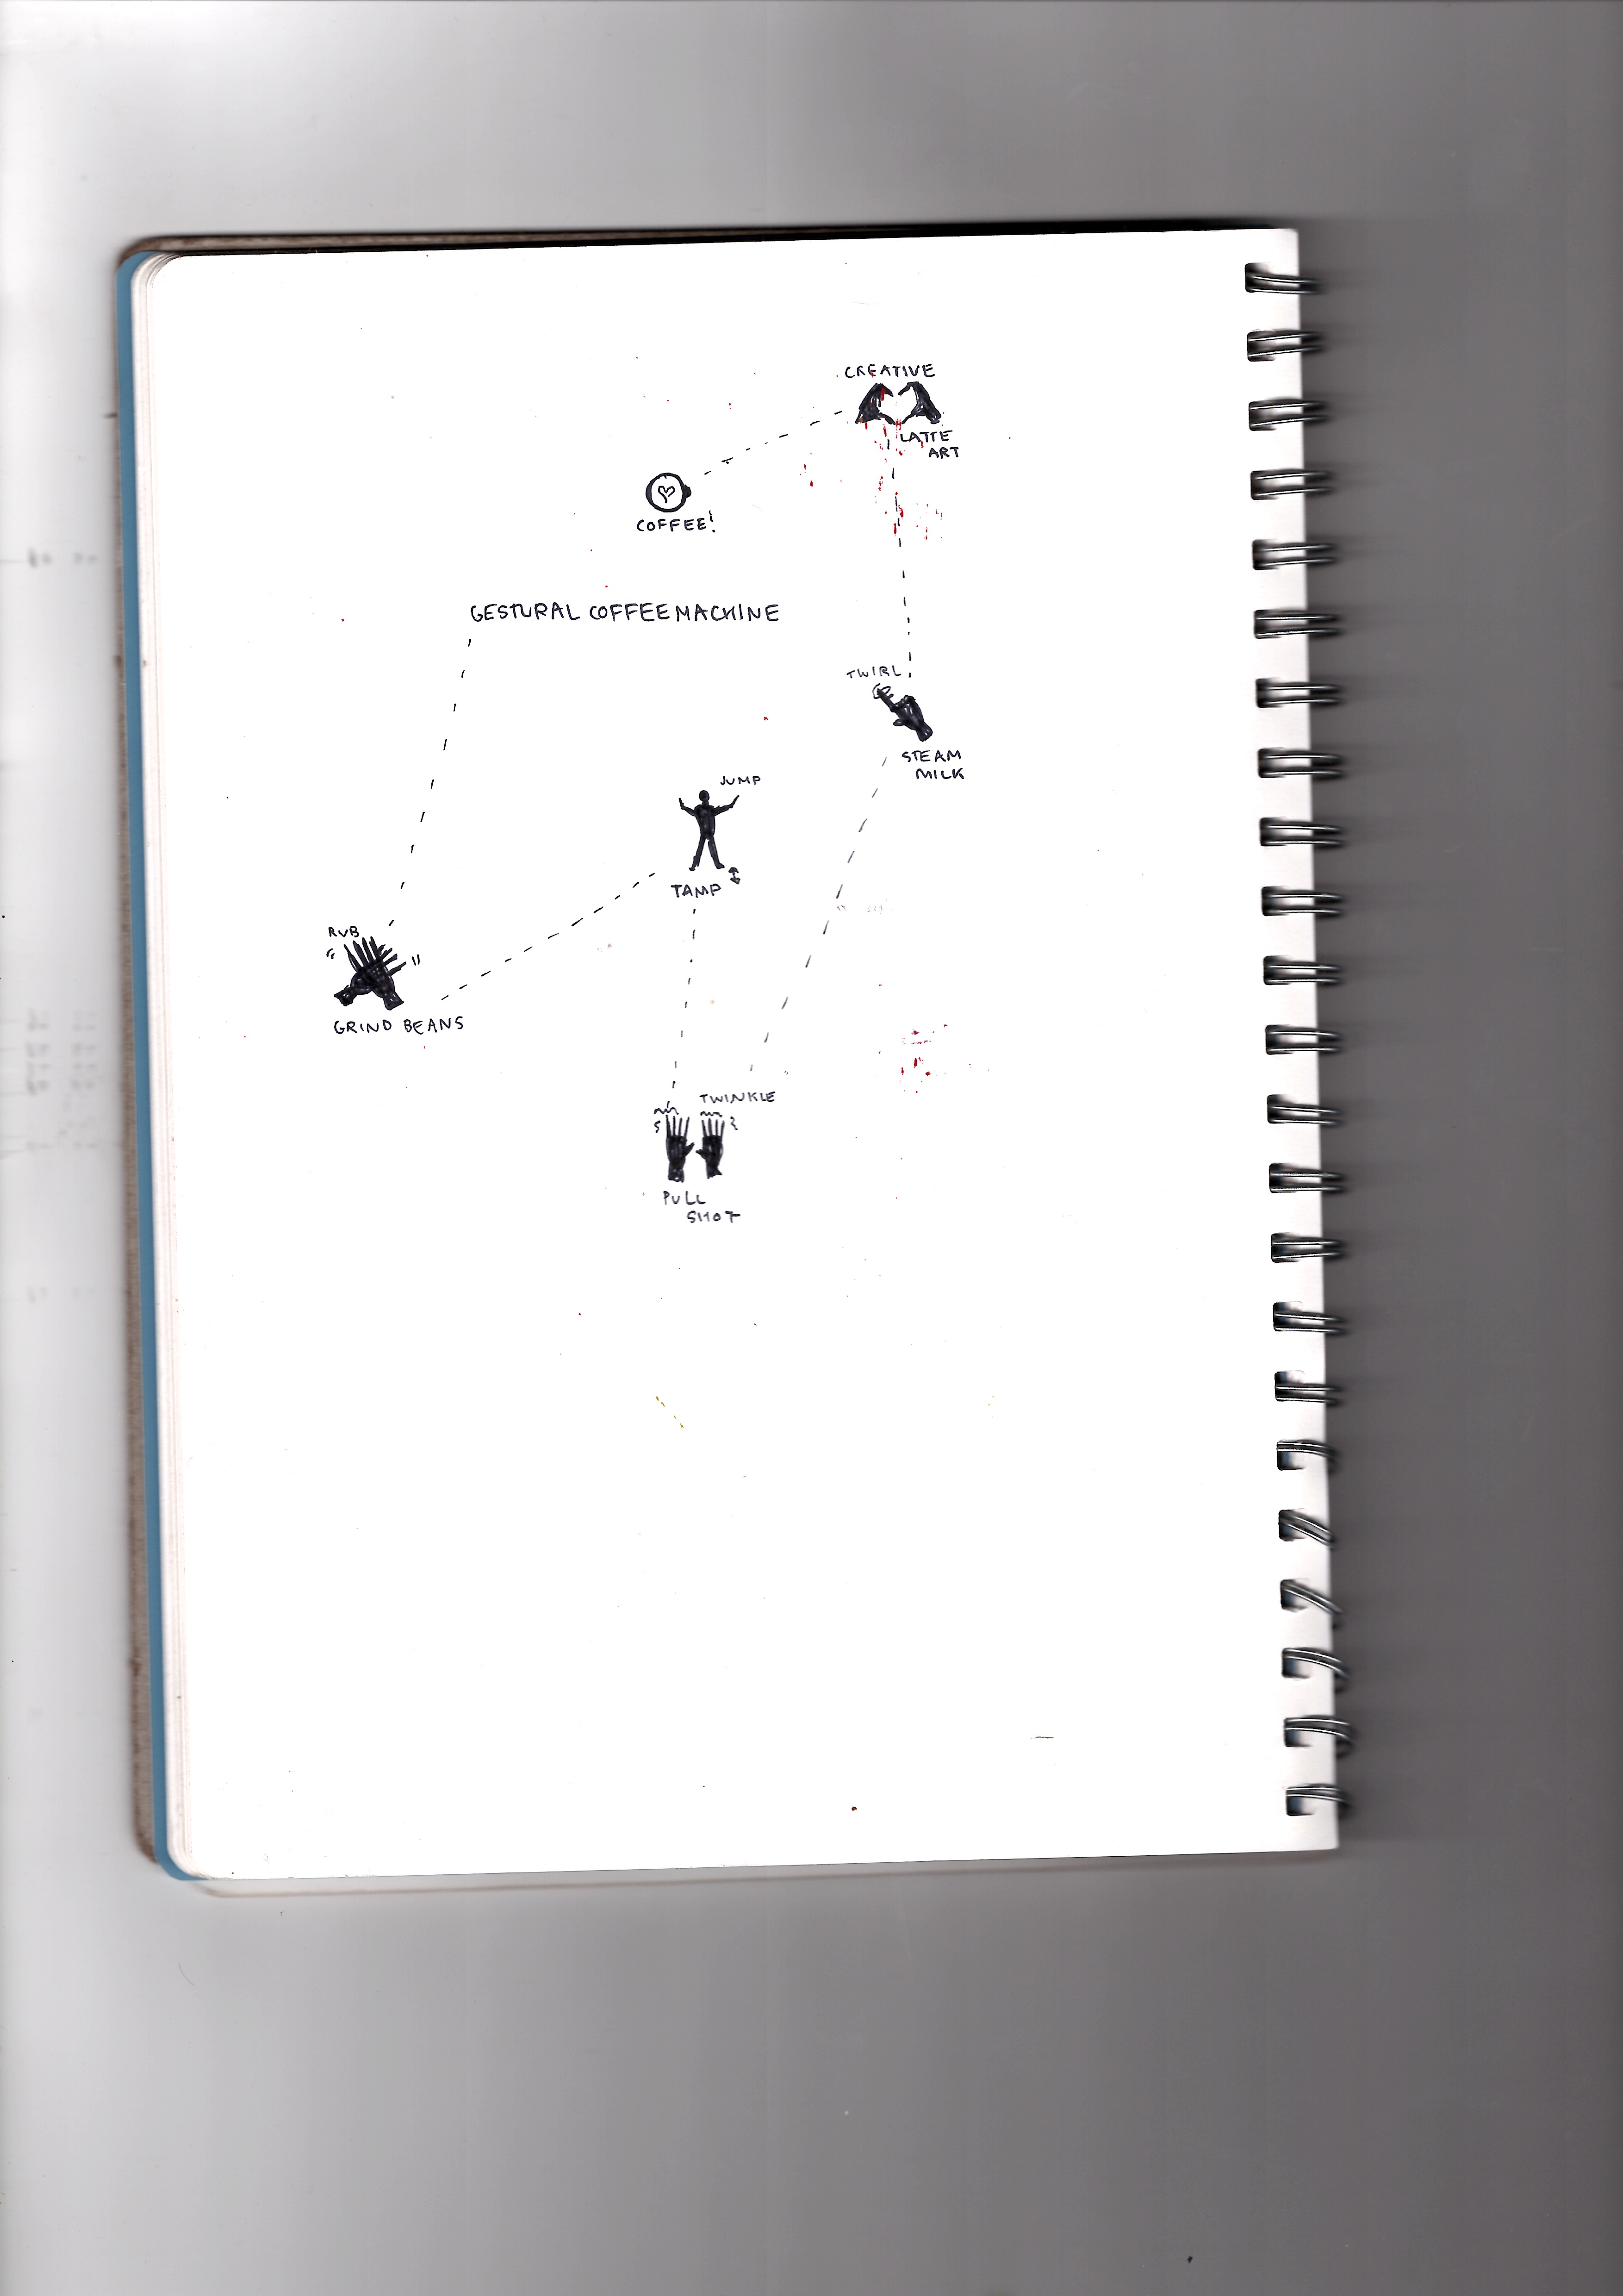 CREATIVE
LATTE
ART
COFFEE!
GESTURAL COFFEE MACHINE
TWIRL
STEAM
MILK
JUMP
TAMP
RUB
GRIND BEANS
TWINKLE
PULL
SHOT